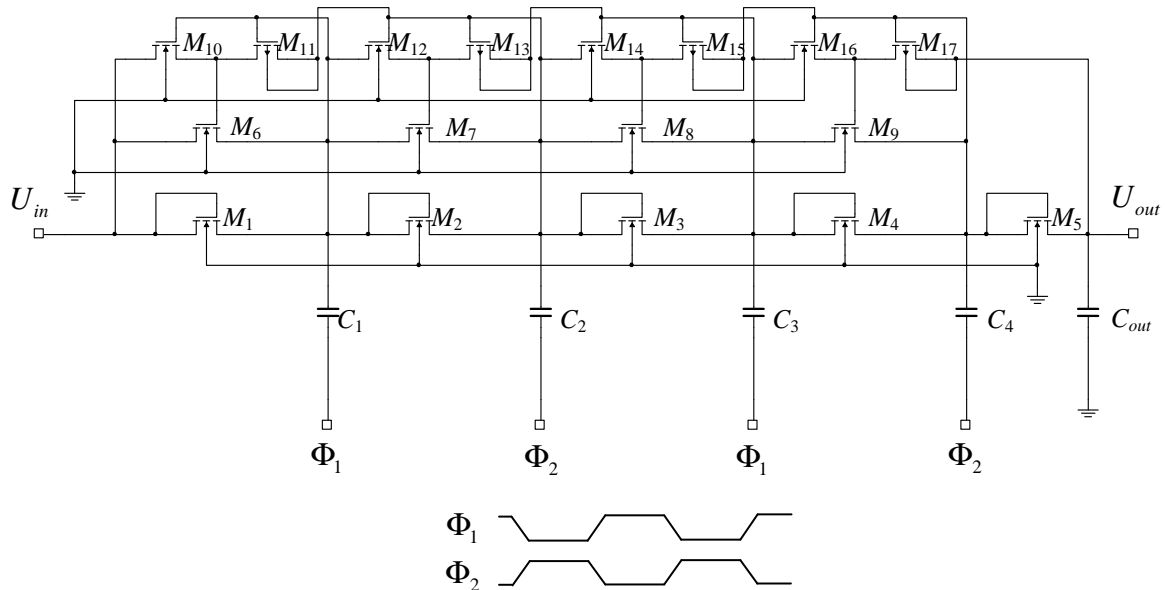 M10 M11 M12 M13 M14 M15 M16 M17
M6 M7 M8 M9
Uin M1 M2 M3 M4 M5 Uout
C1 C2 C3 C4 Cout
Φ1 Φ2 Φ1 Φ2
Φ1
Φ2